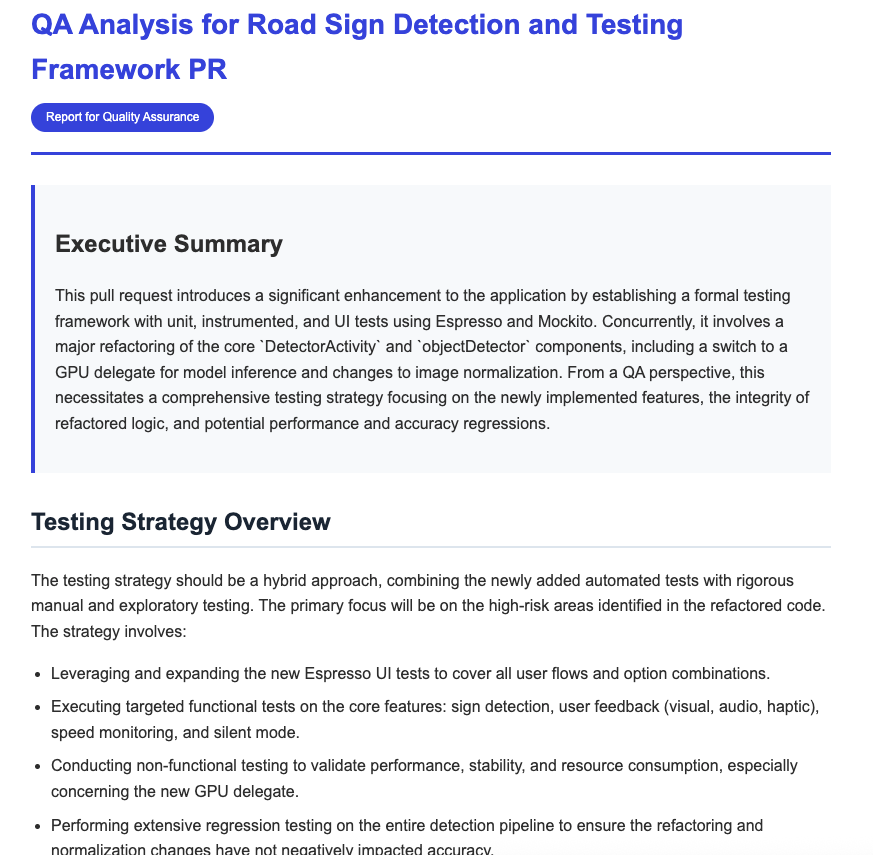 QA Analysis for Road Sign Detection and Testing
Framework PR
Report for Quality Assurance
Executive Summary
This pull request introduces a significant enhancement to the application by establishing a formal testing
framework with unit, instrumented, and UI tests using Espresso and Mockito. Concurrently, it involves a
major refactoring of the core `DetectorActivity` and `objectDetector` components, including a switch to a
GPU delegate for model inference and changes to image normalization. From a QA perspective, this
necessitates a comprehensive testing strategy focusing on the newly implemented features, the integrity of
refactored logic, and potential performance and accuracy regressions.
Testing Strategy Overview
The testing strategy should be a hybrid approach, combining the newly added automated tests with rigorous
manual and exploratory testing. The primary focus will be on the high-risk areas identified in the refactored code.
The strategy involves:
• Leveraging and expanding the new Espresso UI tests to cover all user flows and option combinations.
• Executing targeted functional tests on the core features: sign detection, user feedback (visual, audio, haptic),
speed monitoring, and silent mode.
• Conducting non-functional testing to validate performance, stability, and resource consumption, especially
concerning the new GPU delegate.
• Performing extensive regression testing on the entire detection pipeline to ensure the refactoring and
normalization changes have not negatively impacted accuracy.